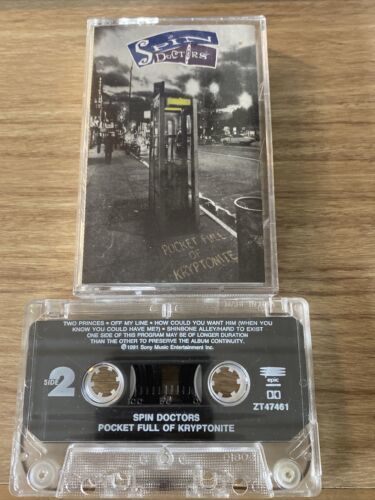 SPIN
DOCTORS
POCKET FULL
OF
KRYPTONITE
TWO PRINCES • OFF MY LINE • HOW COULD YOU WANT HIM (WHEN YOU
KNOW YOU COULD HAVE ME?) • SHINBONE ALLEY/HARD TO EXIST
ONE SIDE OF THIS PROGRAM MAY BE OF LONGER DURATION
THAN THE OTHER TO PRESERVE THE ALBUM CONTINUITY.
©1991 Sony Music Entertainment Inc.
SIDE 2
epic
ZT47461
SPIN DOCTORS
POCKET FULL OF KRYPTONITE